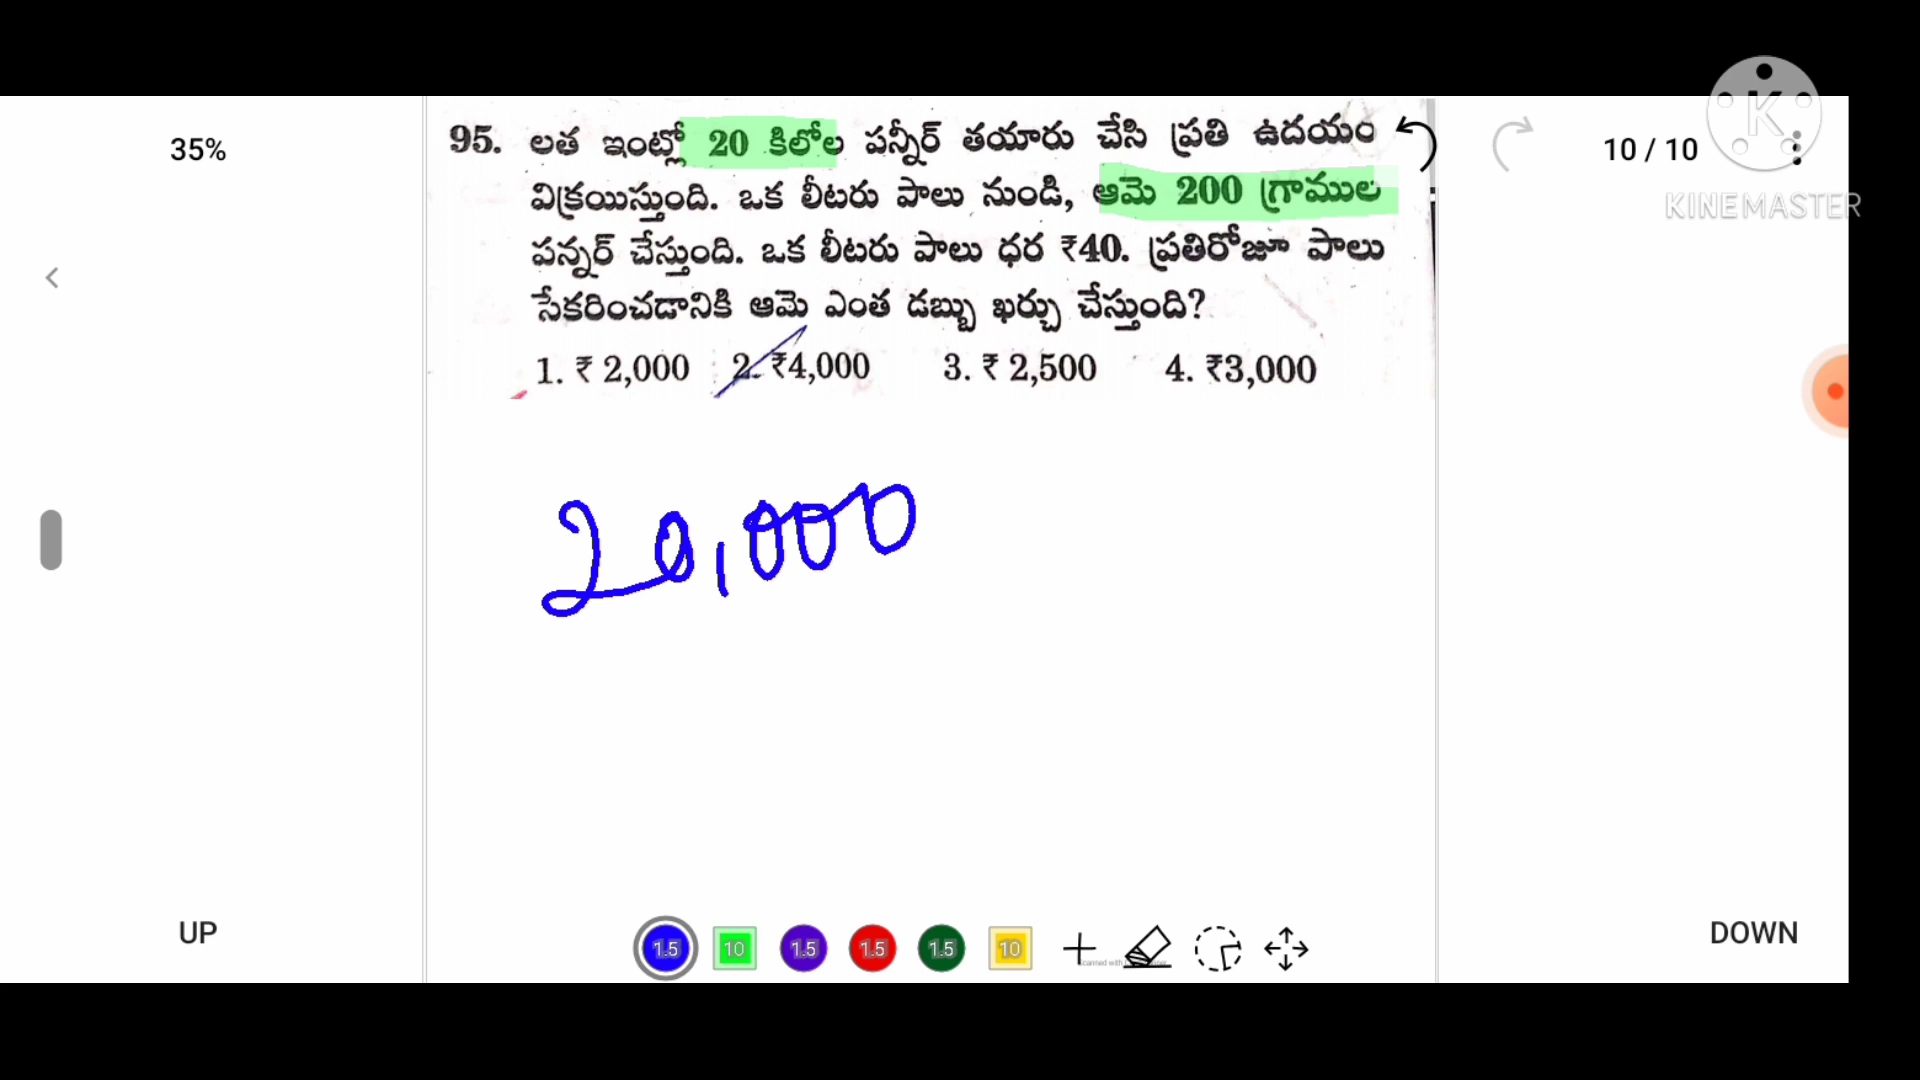 35%
10 / 10
KINEMASTER
95. లత ఇంట్లో 20 కిలోల పన్నీర్ తయారు చేసి ప్రతి ఉదయం
విక్రయిస్తుంది. ఒక లీటరు పాలు నుండి, ఆమె 200 గ్రాముల
పన్నర్ చేస్తుంది. ఒక లీటరు పాలు ధర ₹40. ప్రతిరోజూ పాలు
సేకరించడానికి ఆమె ఎంత డబ్బు ఖర్చు చేస్తుంది?
1. ₹ 2,000 2. ₹4,000 3. ₹ 2,500 4. ₹3,000
20,000
UP
DOWN
1.5 10 1.5 1.5 1.5 10